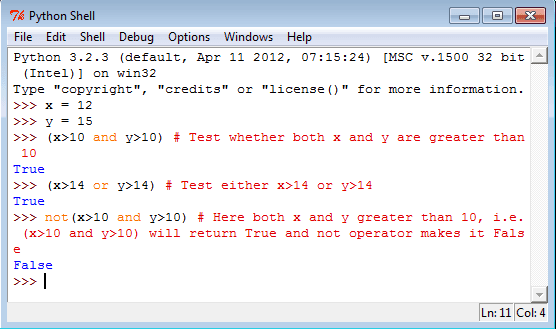 Python Shell
File Edit Shell Debug Options Windows Help
Python 3.2.3 (default, Apr 11 2012, 07:15:24) [MSC v.1500 32 bit
(Intel)] on win32
Type "copyright", "credits" or "license()" for more information.
>>> x = 12
>>> y = 15
>>> (x>10 and y>10) # Test whether both x and y are greater than
10
True
>>> (x>14 or y>14) # Test either x>14 or y>14
True
>>> not(x>10 and y>10) # Here both x and y greater than 10, i.e.
(x>10 and y>10) will return True and not operator makes it Fals
e
False
>>>
Ln: 11 Col: 4